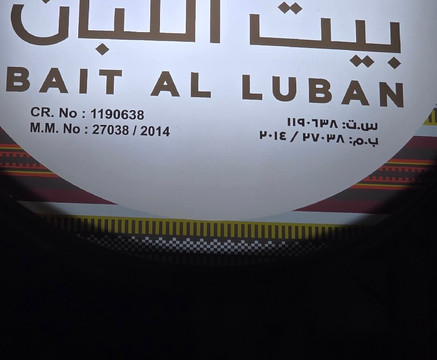 بيت اللبان
BAIT AL LUBAN
CR. No : 1190638
M.M. No : 27038 / 2014
س.ت: ١١٩٠٦٣٨
ب.م: ٢٧٠٣٨ / ٢٠١٤